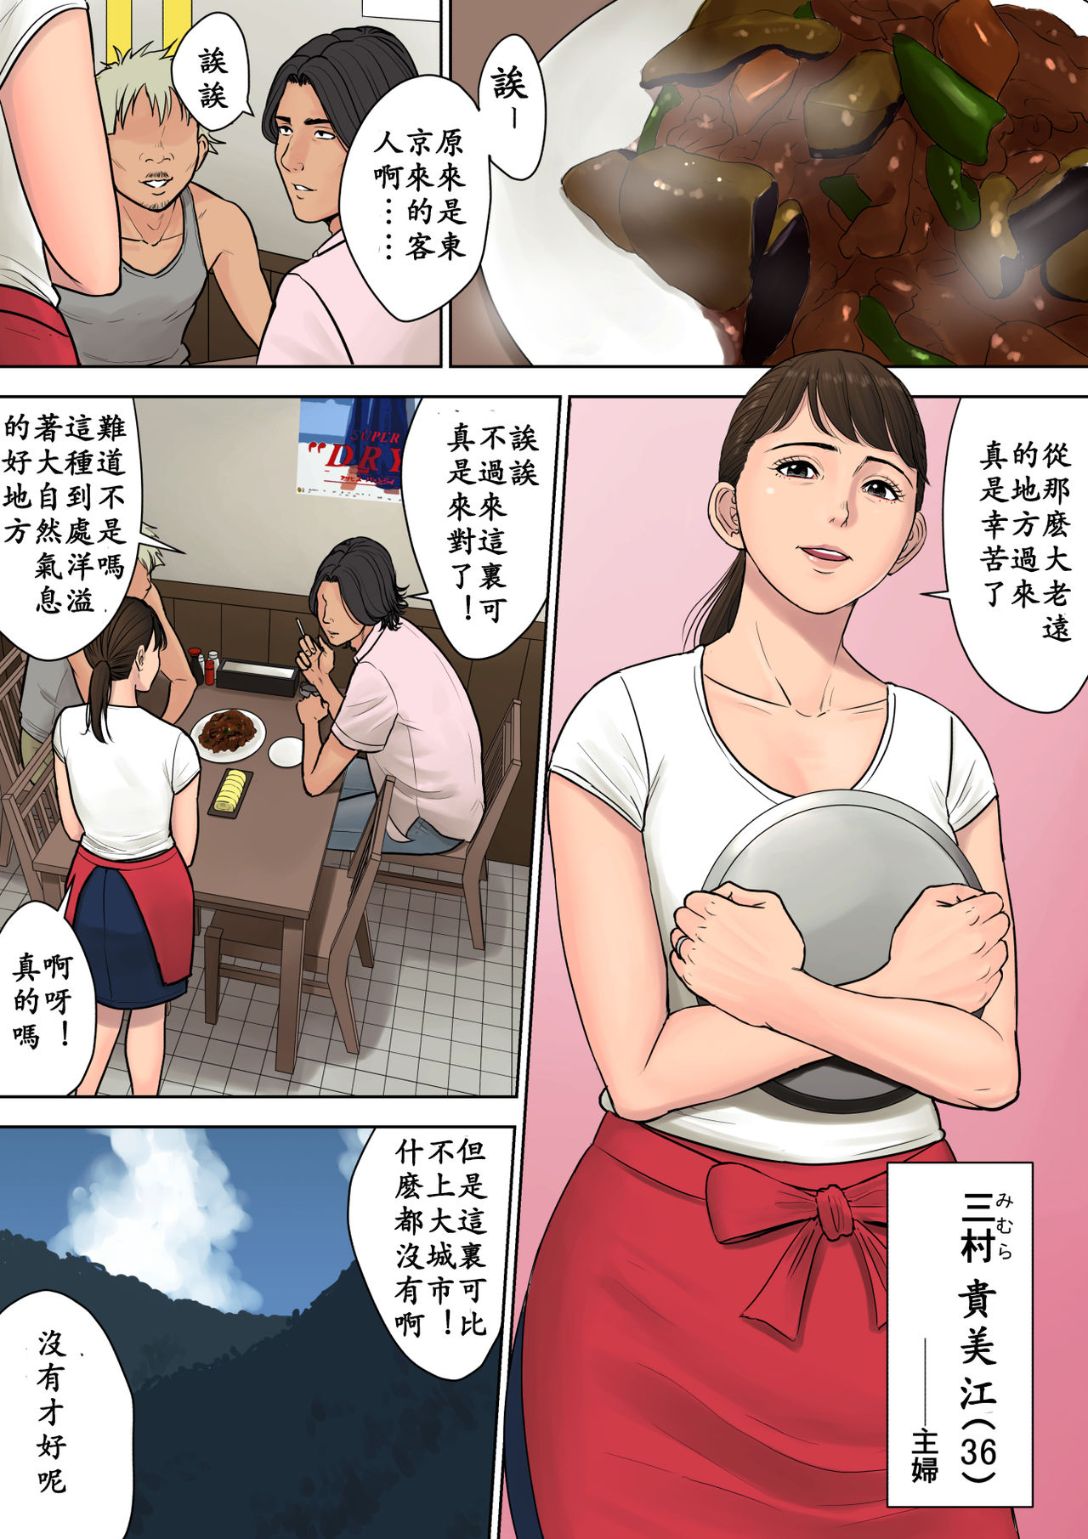 誒ー
原來是東
京來的客
人啊……
誒誒
從那麼大老遠
的地方過來
真是幸苦了
みむら
三村 貴美江(36)
――主婦
誒誒
不過來這裏可
真是來對了!
SUPER
"DRY
難道不是嗎
這種到處洋溢
著大自然氣息
的好地方
啊呀!
真的嗎
但是這裏可比
不上大城市!
什麼都沒有啊
沒有才好呢